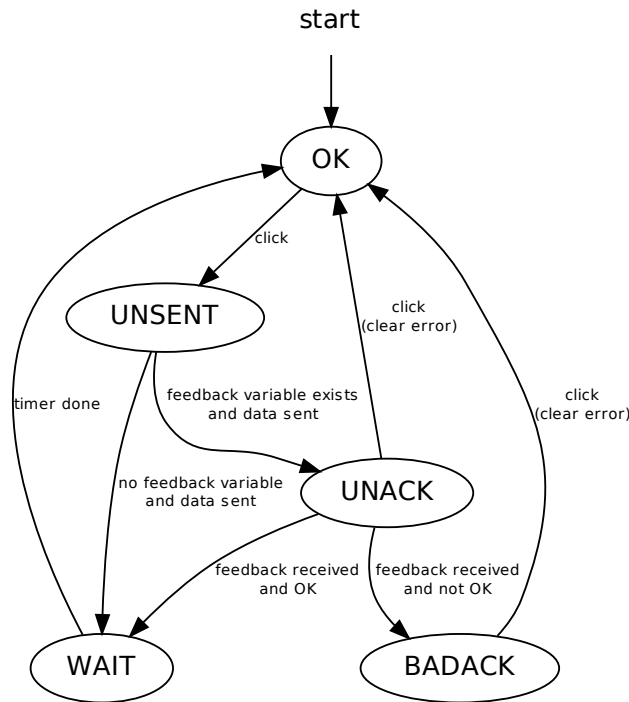 start
OK
click
UNSENT
click
(clear error)
timer done
feedback variable exists
and data sent
click
(clear error)
no feedback variable
and data sent
UNACK
feedback received
and OK
feedback received
and not OK
WAIT
BADACK